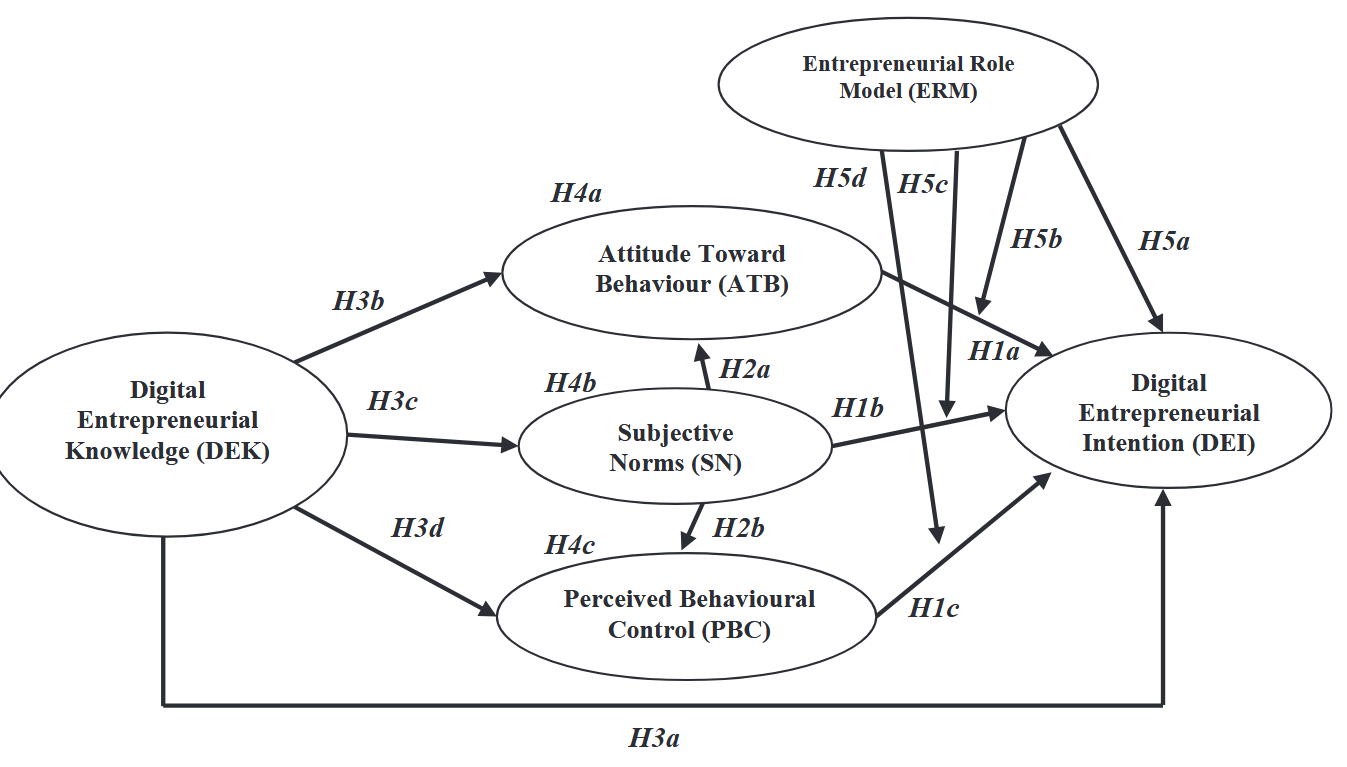 Entrepreneurial Role
Model (ERM)
H5d
H5c
H4a
H5b
H5a
Attitude Toward
Behaviour (ATB)
H3b
H1a
H2a
H4b
Digital
Entrepreneurial
Knowledge (DEK)
H3c
H1b
Digital
Entrepreneurial
Intention (DEI)
Subjective
Norms (SN)
H3d
H2b
H4c
Perceived Behavioural
Control (PBC)
H1c
H3a